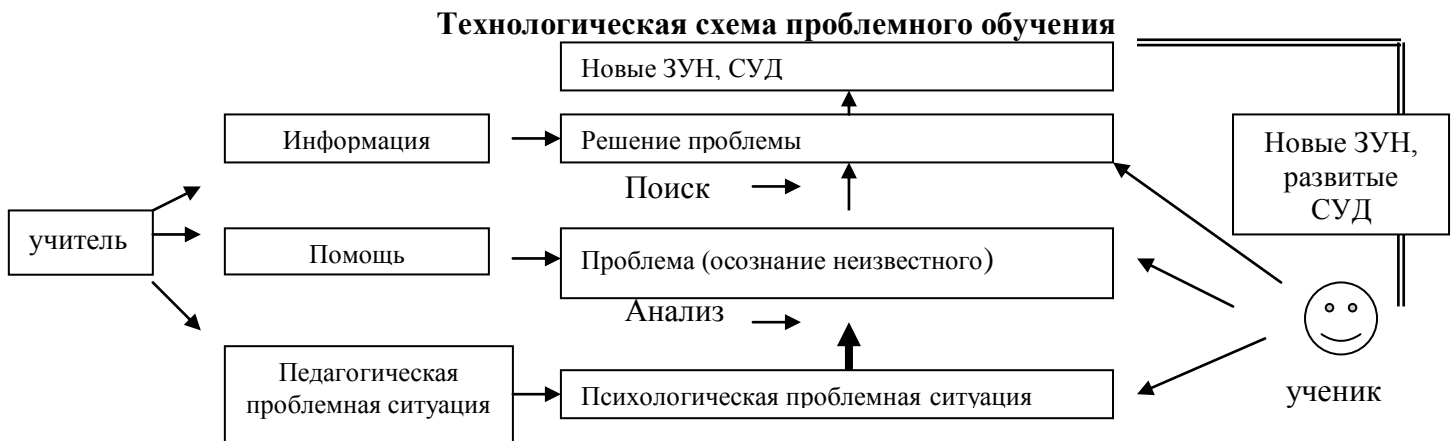 Технологическая схема проблемного обучения
Новые ЗУН, СУД
Информация
Решение проблемы
Новые ЗУН,
развитые
СУД
Поиск
учитель
Помощь
Проблема (осознание неизвестного)
Анализ
Педагогическая
проблемная ситуация
Психологическая проблемная ситуация
ученик